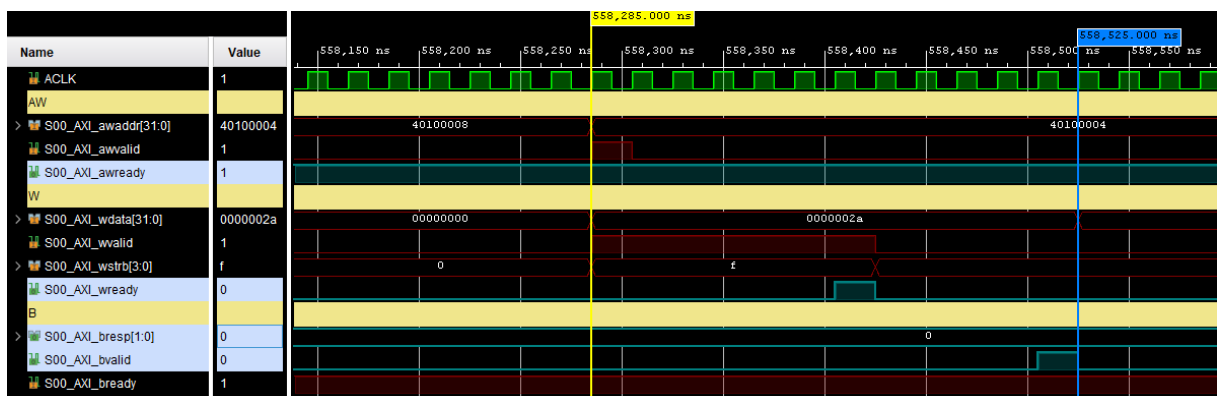 558,285.000 ns
558,525.000 ns
Name Value
558,150 ns 558,200 ns 558,250 ns 558,300 ns 558,350 ns 558,400 ns 558,450 ns 558,500 ns 558,550 ns
ACLK 1
AW
S00_AXI_awaddr[31:0] 40100004 40100008 40100004
S00_AXI_awvalid 1
S00_AXI_awready 1
W
S00_AXI_wdata[31:0] 0000002a 00000000 0000002a
S00_AXI_wvalid 1
S00_AXI_wstrb[3:0] f 0 f
S00_AXI_wready 0
B
S00_AXI_bresp[1:0] 0 0
S00_AXI_bvalid 0
S00_AXI_bready 1